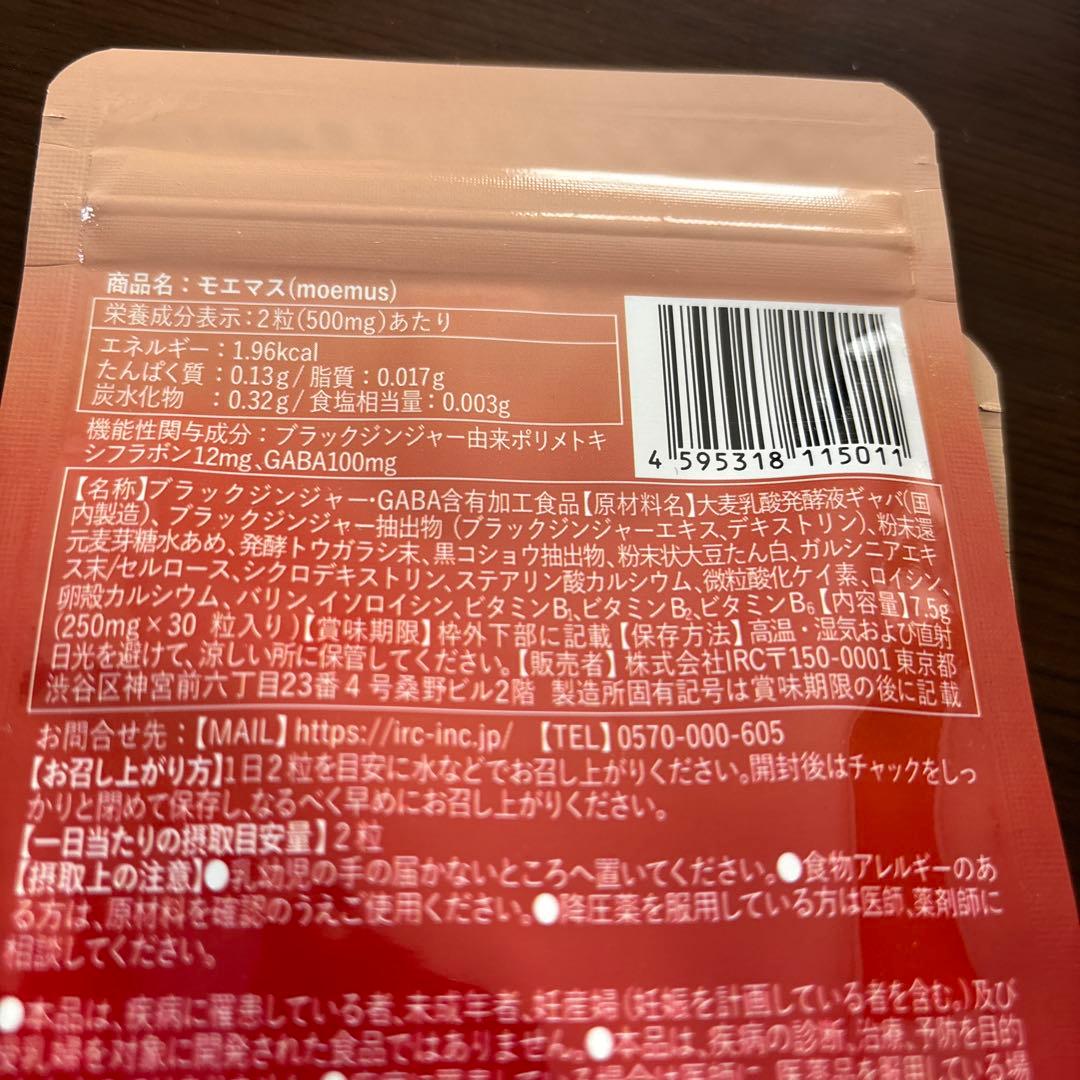 商品名：モエマス(moemus)
栄養成分表示：2粒(500mg)あたり
エネルギー：1.96kcal
たんぱく質：0.13g/脂質：0.017g
炭水化物　：0.32g/食塩相当量：0.003g
機能性関与成分：ブラックジンジャー由来ポリメトキ
シフラボン12mg、GABA100mg
4 595318 115011
【名称】ブラックジンジャー・GABA含有加工食品【原材料名】大麦乳酸発酵液ギャバ(国
内製造)、ブラックジンジャー抽出物（ブラックジンジャーエキス、デキストリン）、粉末還
元麦芽糖水あめ、発酵トウガラシ末、黒コショウ抽出物、粉末状大豆たん白、ガルシニアエキ
ス末/セルロース、シクロデキストリン、ステアリン酸カルシウム、微粒酸化ケイ素、ロイシン、
卵殻カルシウム、バリン、イソロイシン、ビタミンB₁、ビタミンB₂、ビタミンB₆【内容量】7.5g
(250mg×30 粒入り)【賞味期限】枠外下部に記載【保存方法】高温・湿気および直射
日光を避けて、涼しい所に保管してください。【販売者】株式会社IRC〒150-0001 東京都
渋谷区神宮前六丁目23番4号桑野ビル2階 製造所固有記号は賞味期限の後に記載
お問合せ先：【MAIL】https://irc-inc.jp/ 【TEL】0570-000-605
【お召し上がり方】1日2粒を目安に水などでお召し上がりください。開封後はチャックをしっ
かりと閉めて保存し、なるべく早めにお召し上がりください。
【一日当たりの摂取目安量】2粒
【摂取上の注意】●乳幼児の手の届かないところへ置いてください。●食物アレルギーのあ
る方は、原材料を確認のうえご使用ください。●降圧薬を服用している方は医師、薬剤師に
相談してください。
●本品は、疾病に罹患している者、未成年者、妊産婦（妊娠を計画している者を含む。）及び
授乳婦を対象に開発された食品ではありません。●本品は、疾病の診断、治療、予防を目的
医薬品を服用している場